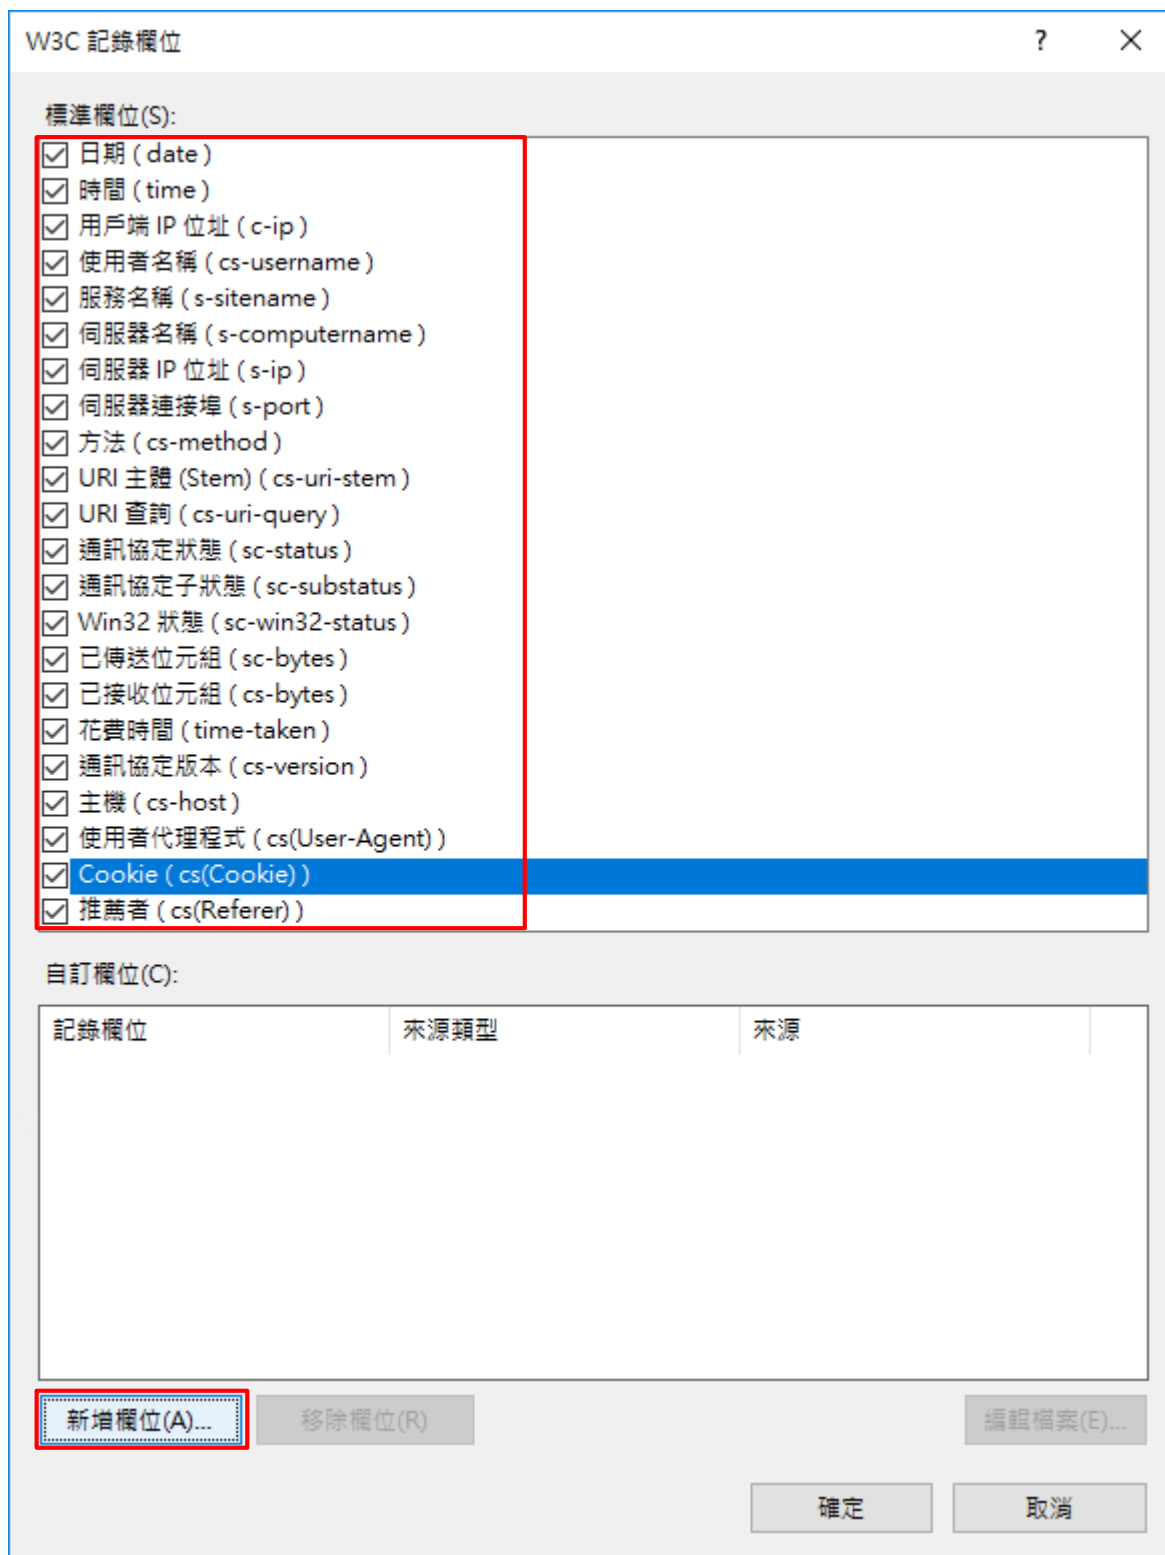 W3C 記錄欄位
?
標準欄位(S):
日期 ( date )
時間 ( time )
用戶端 IP 位址 ( c-ip )
使用者名稱 ( cs-username )
服務名稱 ( s-sitename )
伺服器名稱 ( s-computername )
伺服器 IP 位址 ( s-ip )
伺服器連接埠 ( s-port )
方法 ( cs-method )
URI 主體 (Stem) ( cs-uri-stem )
URI 查詢 ( cs-uri-query )
通訊協定狀態 ( sc-status )
通訊協定子狀態 ( sc-substatus )
Win32 狀態 ( sc-win32-status )
已傳送位元組 ( sc-bytes )
已接收位元組 ( cs-bytes )
花費時間 ( time-taken )
通訊協定版本 ( cs-version )
主機 ( cs-host )
使用者代理程式 ( cs(User-Agent) )
Cookie ( cs(Cookie) )
推薦者 ( cs(Referer) )
自訂欄位(C):
記錄欄位 來源類型 來源
新增欄位(A)... 移除欄位(R) 編輯檔案(E)...
確定 取消